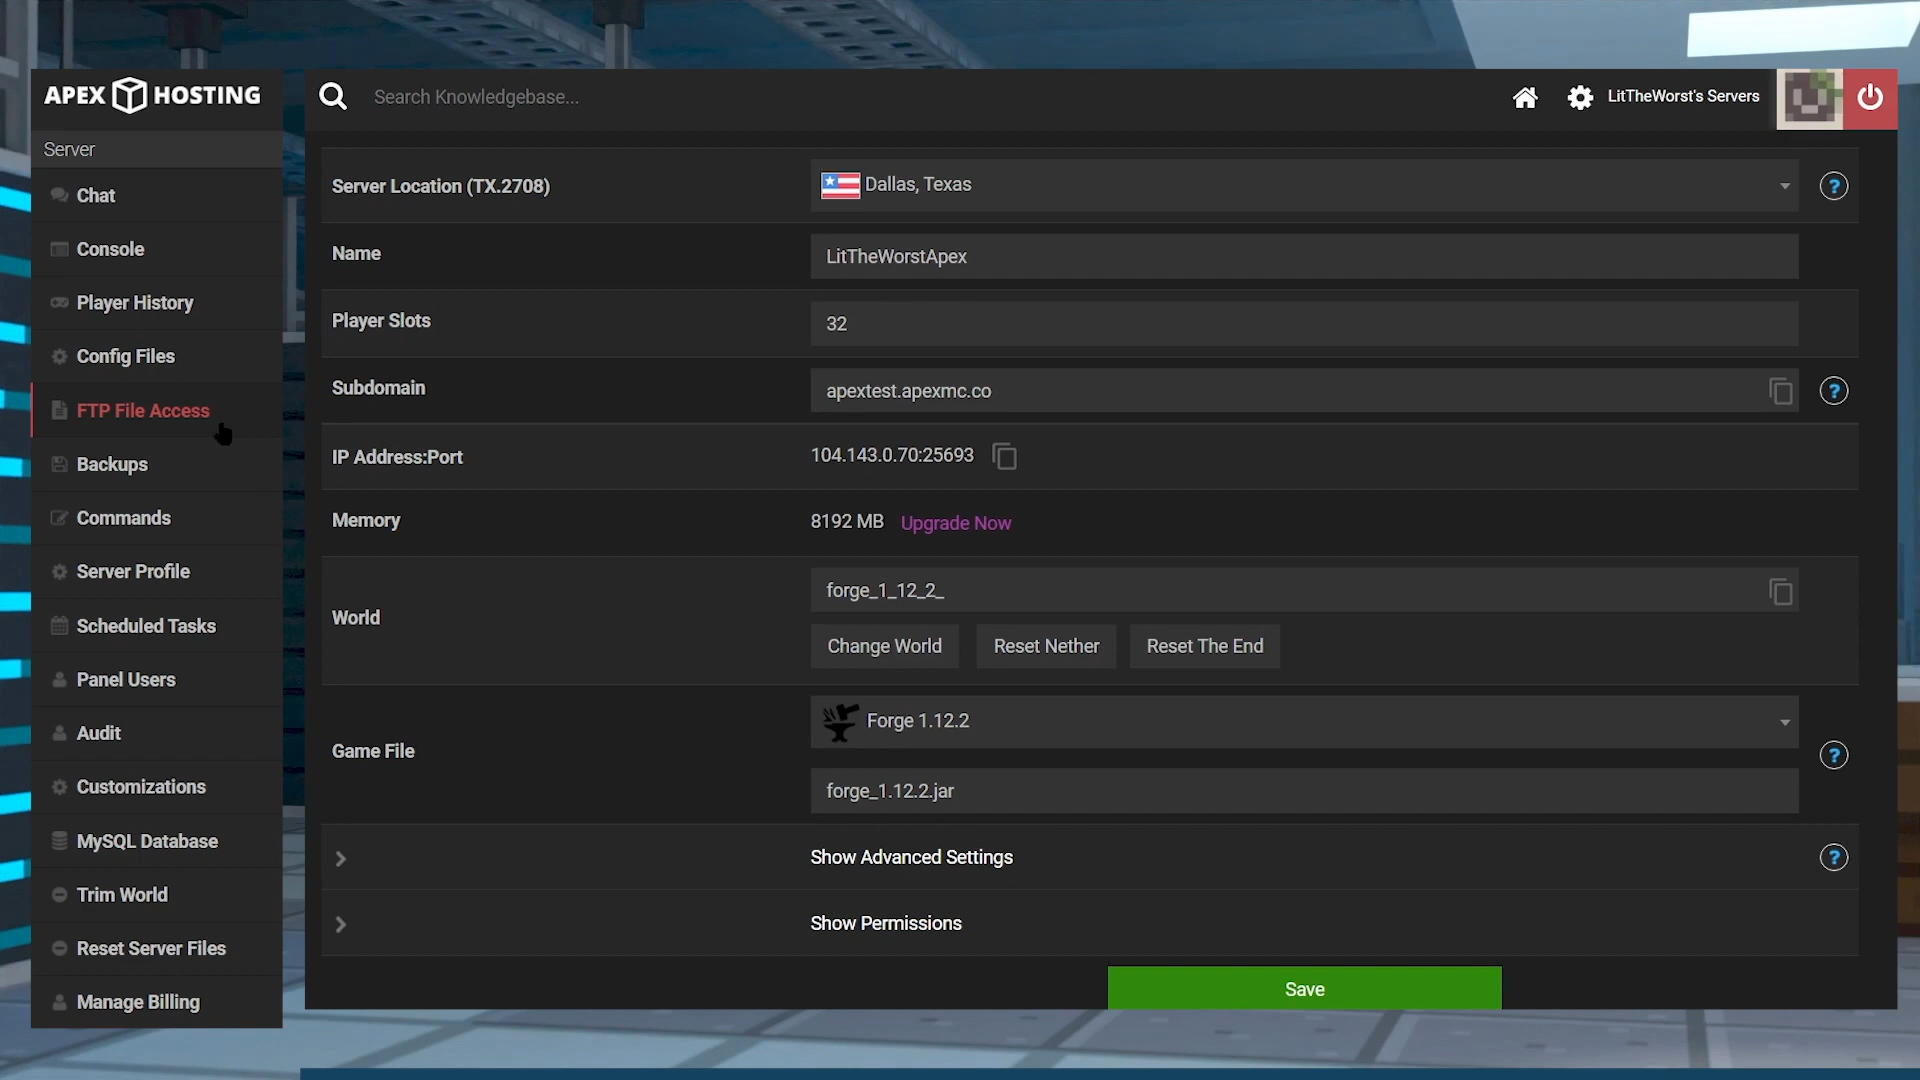 APEX HOSTING
Search Knowledgebase...
LitTheWorst's Servers
Server
Chat
Console
Player History
Config Files
FTP File Access
Backups
Commands
Server Profile
Scheduled Tasks
Panel Users
Audit
Customizations
MySQL Database
Trim World
Reset Server Files
Manage Billing
Server Location (TX.2708)
Dallas, Texas
?
Name
LitTheWorstApex
Player Slots
32
Subdomain
apextest.apexmc.co
?
IP Address:Port
104.143.0.70:25693
Memory
8192 MB Upgrade Now
World
forge_1_12_2_
Change World Reset Nether Reset The End
Game File
Forge 1.12.2
?
forge_1.12.2.jar
Show Advanced Settings
?
Show Permissions
Save